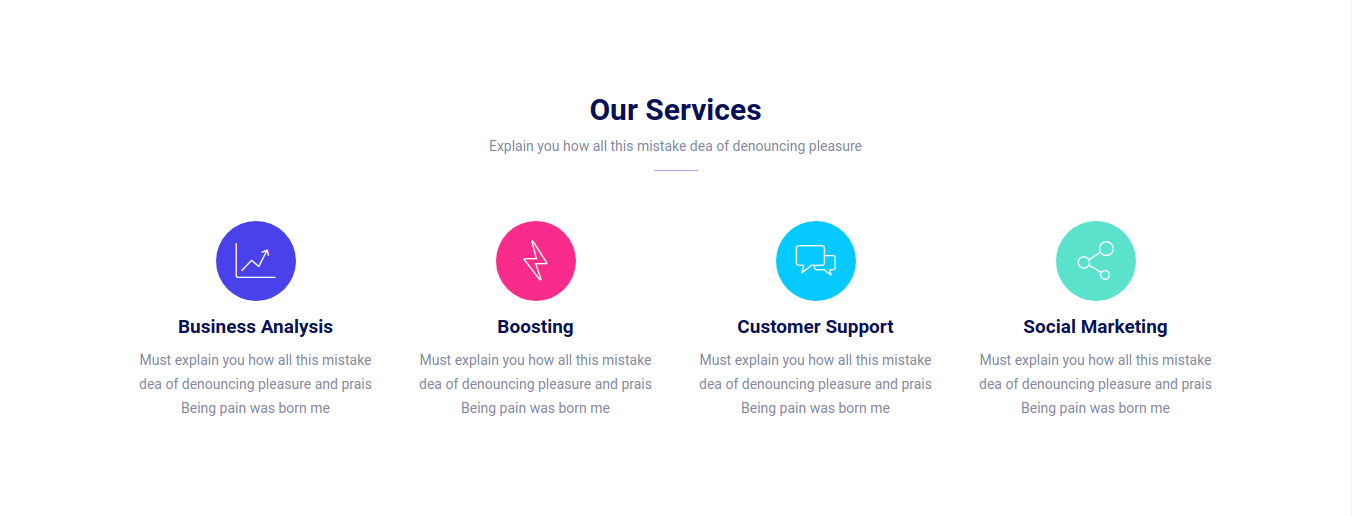 Our Services
Explain you how all this mistake dea of denouncing pleasure
Business Analysis
Must explain you how all this mistake
dea of denouncing pleasure and prais
Being pain was born me
Boosting
Must explain you how all this mistake
dea of denouncing pleasure and prais
Being pain was born me
Customer Support
Must explain you how all this mistake
dea of denouncing pleasure and prais
Being pain was born me
Social Marketing
Must explain you how all this mistake
dea of denouncing pleasure and prais
Being pain was born me